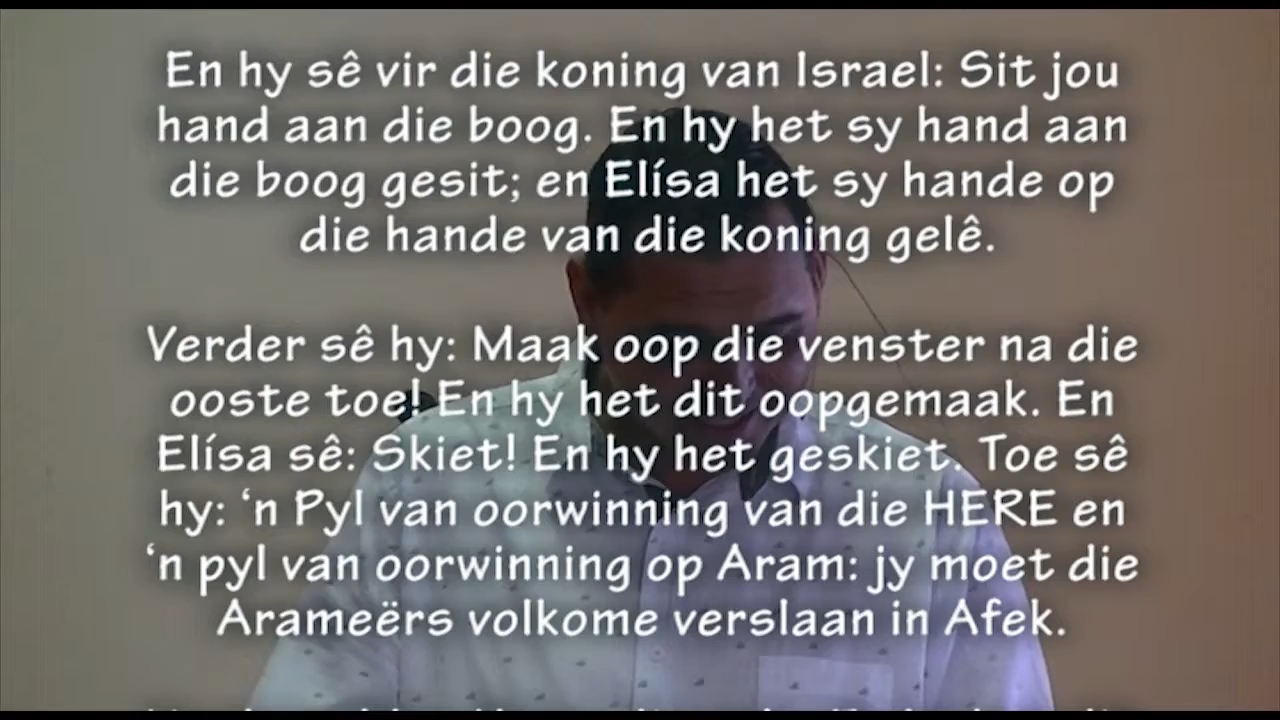 En hy sê vir die koning van Israel: Sit jou
hand aan die boog. En hy het sy hand aan
die boog gesit; en Elísa het sy hande op
die hande van die koning gelê.
Verder sê hy: Maak oop die venster na die
ooste toe! En hy het dit oopgemaak. En
Elísa sê: Skiet! En hy het geskiet. Toe sê
hy: ‘n Pyl van oorwinning van die HERE en
‘n pyl van oorwinning op Aram: jy moet die
Arameërs volkome verslaan in Afek.